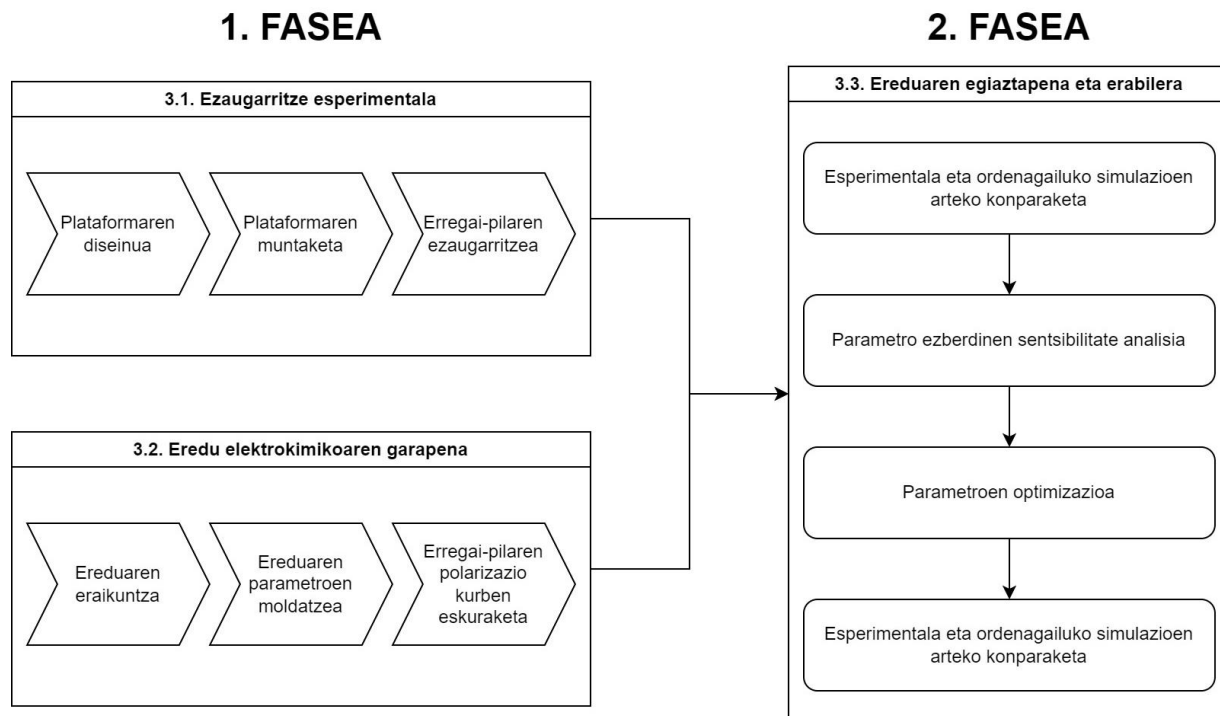 1. FASEA
3.1. Ezaugarritze esperimentala
Plataformaren
diseinua
Plataformaren
muntaketa
Erregai-pilaren
ezaugarritzea
3.2. Eredu elektrokimikoaren garapena
Ereduaren
eraikuntza
Ereduaren
parametroen
moldatzea
Erregai-pilaren
polarizazio
kurben
eskuraketa
2. FASEA
3.3. Ereduaren egiaztapena eta erabilera
Esperimentala eta ordenagailuko simulazioen
arteko konparaketa
Parametro ezberdinen sentsibilitate analisia
Parametroen optimizazioa
Esperimentala eta ordenagailuko simulazioen
arteko konparaketa